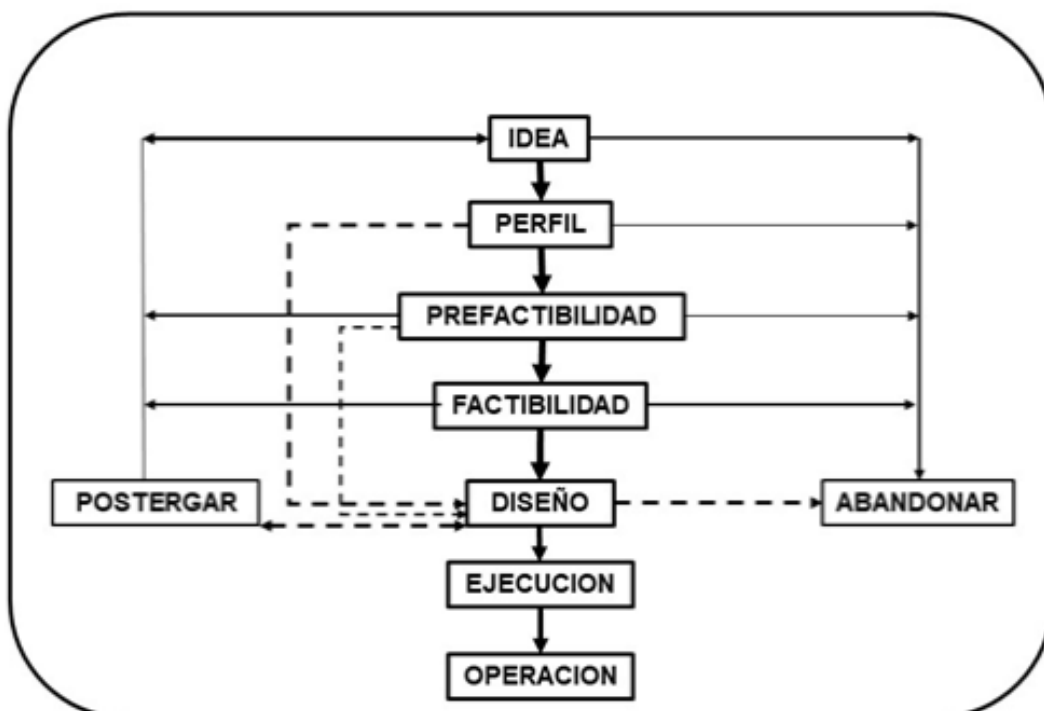 IDEA
PERFIL
PREFACTIBILIDAD
FACTIBILIDAD
POSTERGAR
DISEÑO
ABANDONAR
EJECUCION
OPERACION